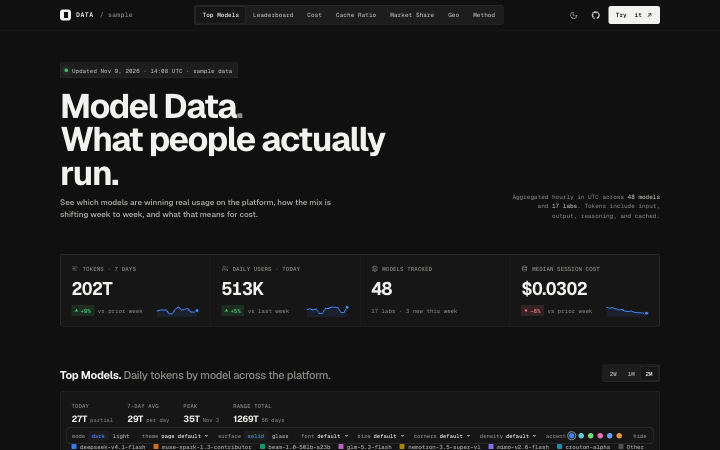 DATA / sample
Top Models Leaderboard Cost Cache Ratio Market Share Geo Method
Try it ↗
Updated Nov 9, 2026 · 14:08 UTC · sample data
Model Data.
What people actually
run.
See which models are winning real usage on the platform, how the mix is
shifting week to week, and what that means for cost.
Aggregated hourly in UTC across 48 models
and 17 labs. Tokens include input,
output, reasoning, and cached.
TOKENS · 7 DAYS
202T
▲ +9% vs prior week
DAILY USERS · TODAY
513K
▲ +5% vs last week
MODELS TRACKED
48
17 labs · 3 new this week
MEDIAN SESSION COST
$0.0302
▼ -8% vs prior week
Top Models. Daily tokens by model across the platform.
2W 1M 2M
TODAY 7-DAY AVG PEAK RANGE TOTAL
27T partial 29T per day 35T Nov 3 1269T 56 days
mode dark light theme page default surface solid glass font default size default corners default density default accent hide
deepseek-v4.1-flash muse-spark-1.3-contributor beam-1.0-501b-a23b glm-5.3-flash nemotron-3.5-super-v1 mimo-v2.6-flash crouton-alpha Other